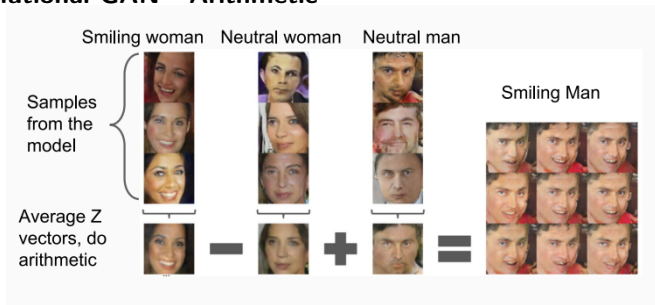 Smiling woman Neutral woman Neutral man
Samples
from the
model
Smiling Man
Average Z
vectors, do
arithmetic